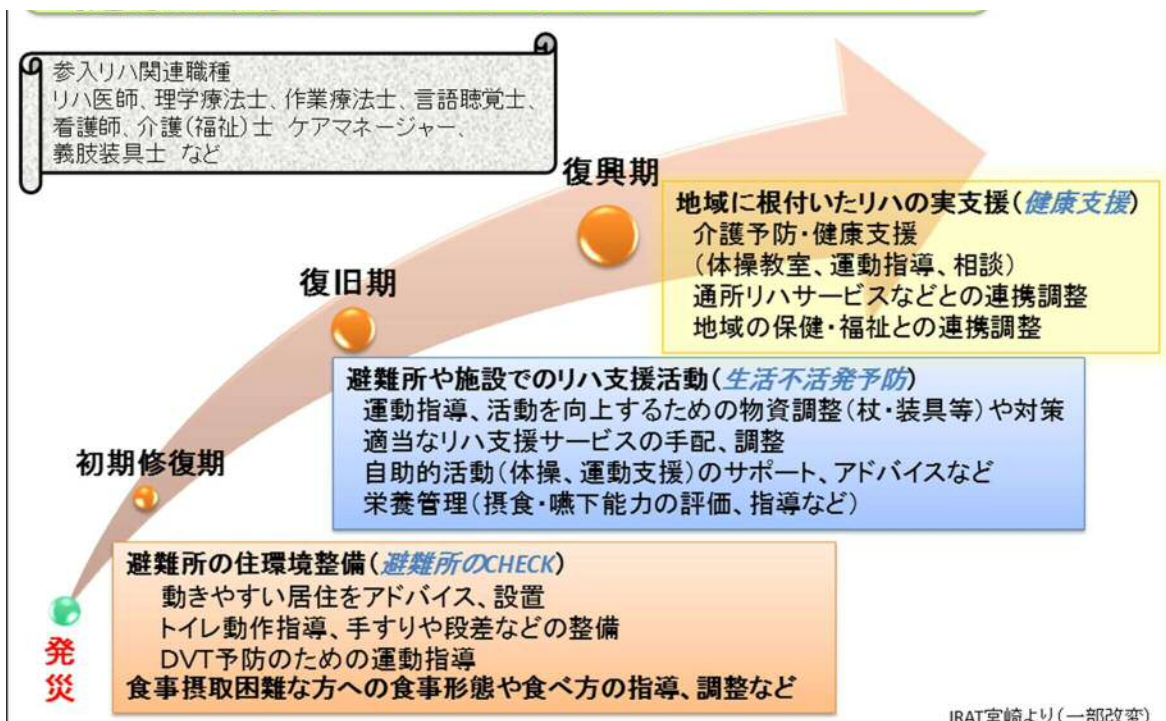 参入リハ関連職種
リハ医師、理学療法士、作業療法士、言語聴覚士、
看護師、介護(福祉)士 ケアマネージャー、
義肢装具士 など
復興期
地域に根付いたリハの実支援(健康支援)
介護予防・健康支援
(体操教室、運動指導、相談)
通所リハサービスなどとの連携調整
地域の保健・福祉との連携調整
復旧期
避難所や施設でのリハ支援活動(生活不活発予防)
運動指導、活動を向上するための物資調整(杖・装具等)や対策
適当なリハ支援サービスの手配、調整
自助的活動(体操、運動支援)のサポート、アドバイスなど
栄養管理(摂食・嚥下能力の評価、指導など)
初期修復期
避難所の住環境整備(避難所のCHECK)
動きやすい居住をアドバイス、設置
トイレ動作指導、手すりや段差などの整備
DVT予防のための運動指導
食事摂取困難な方への食事形態や食べ方の指導、調整など
発
災
JRAT宮崎より(一部改変)